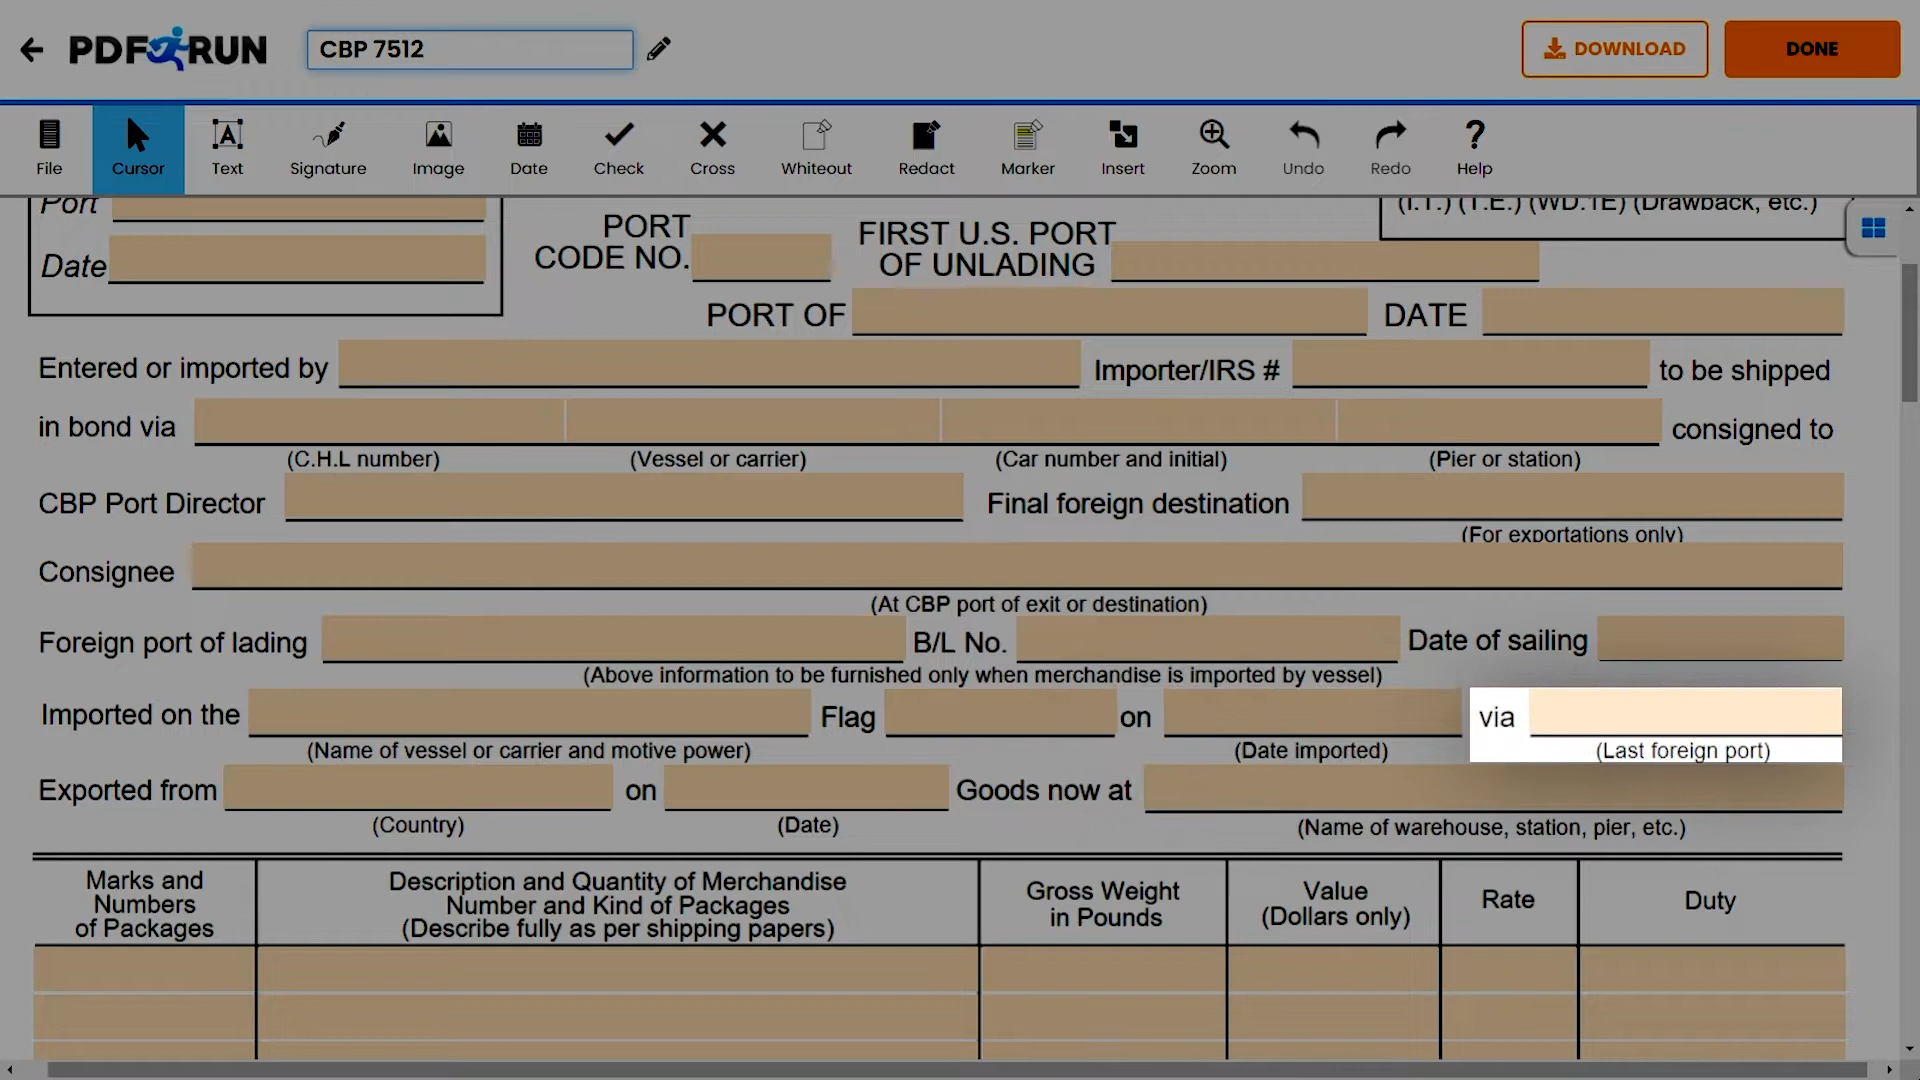 PDF RUN
CBP 7512
DOWNLOAD
DONE
File
Cursor
Text
Signature
Image
Date
Check
Cross
Whiteout
Redact
Marker
Insert
Zoom
Undo
Redo
Help
Port
(I.T.) (T.E.) (WD.TE) (Drawback, etc.)
Date
PORT
CODE NO.
FIRST U.S. PORT
OF UNLADING
PORT OF
DATE
Entered or imported by
Importer/IRS #
to be shipped
in bond via
consigned to
(C.H.L number)
(Vessel or carrier)
(Car number and initial)
(Pier or station)
CBP Port Director
Final foreign destination
(For exportations only)
Consignee
(At CBP port of exit or destination)
Foreign port of lading
B/L No.
Date of sailing
(Above information to be furnished only when merchandise is imported by vessel)
Imported on the
Flag
on
via
(Name of vessel or carrier and motive power)
(Date imported)
(Last foreign port)
Exported from
on
Goods now at
(Country)
(Date)
(Name of warehouse, station, pier, etc.)
Marks and
Numbers
of Packages
Description and Quantity of Merchandise
Number and Kind of Packages
(Describe fully as per shipping papers)
Gross Weight
in Pounds
Value
(Dollars only)
Rate
Duty